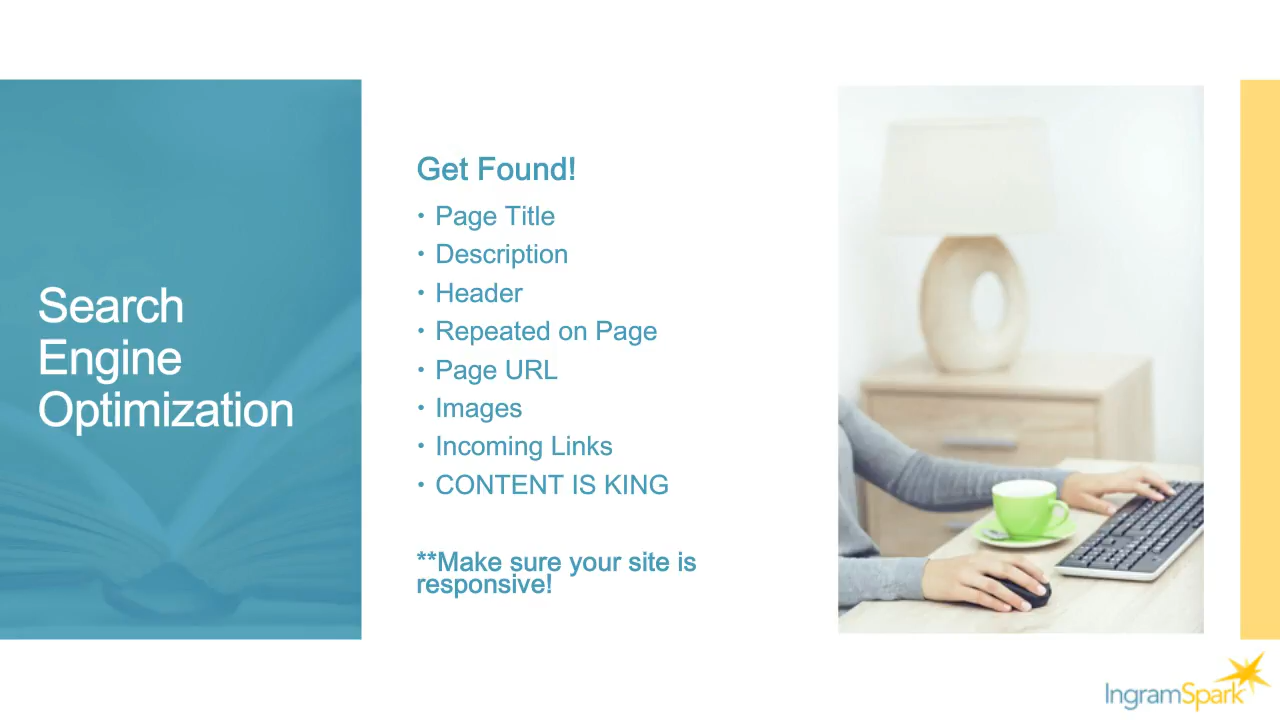 Search
Engine
Optimization
Get Found!
• Page Title
• Description
• Header
• Repeated on Page
• Page URL
• Images
• Incoming Links
• CONTENT IS KING
**Make sure your site is
responsive!
IngramSpark